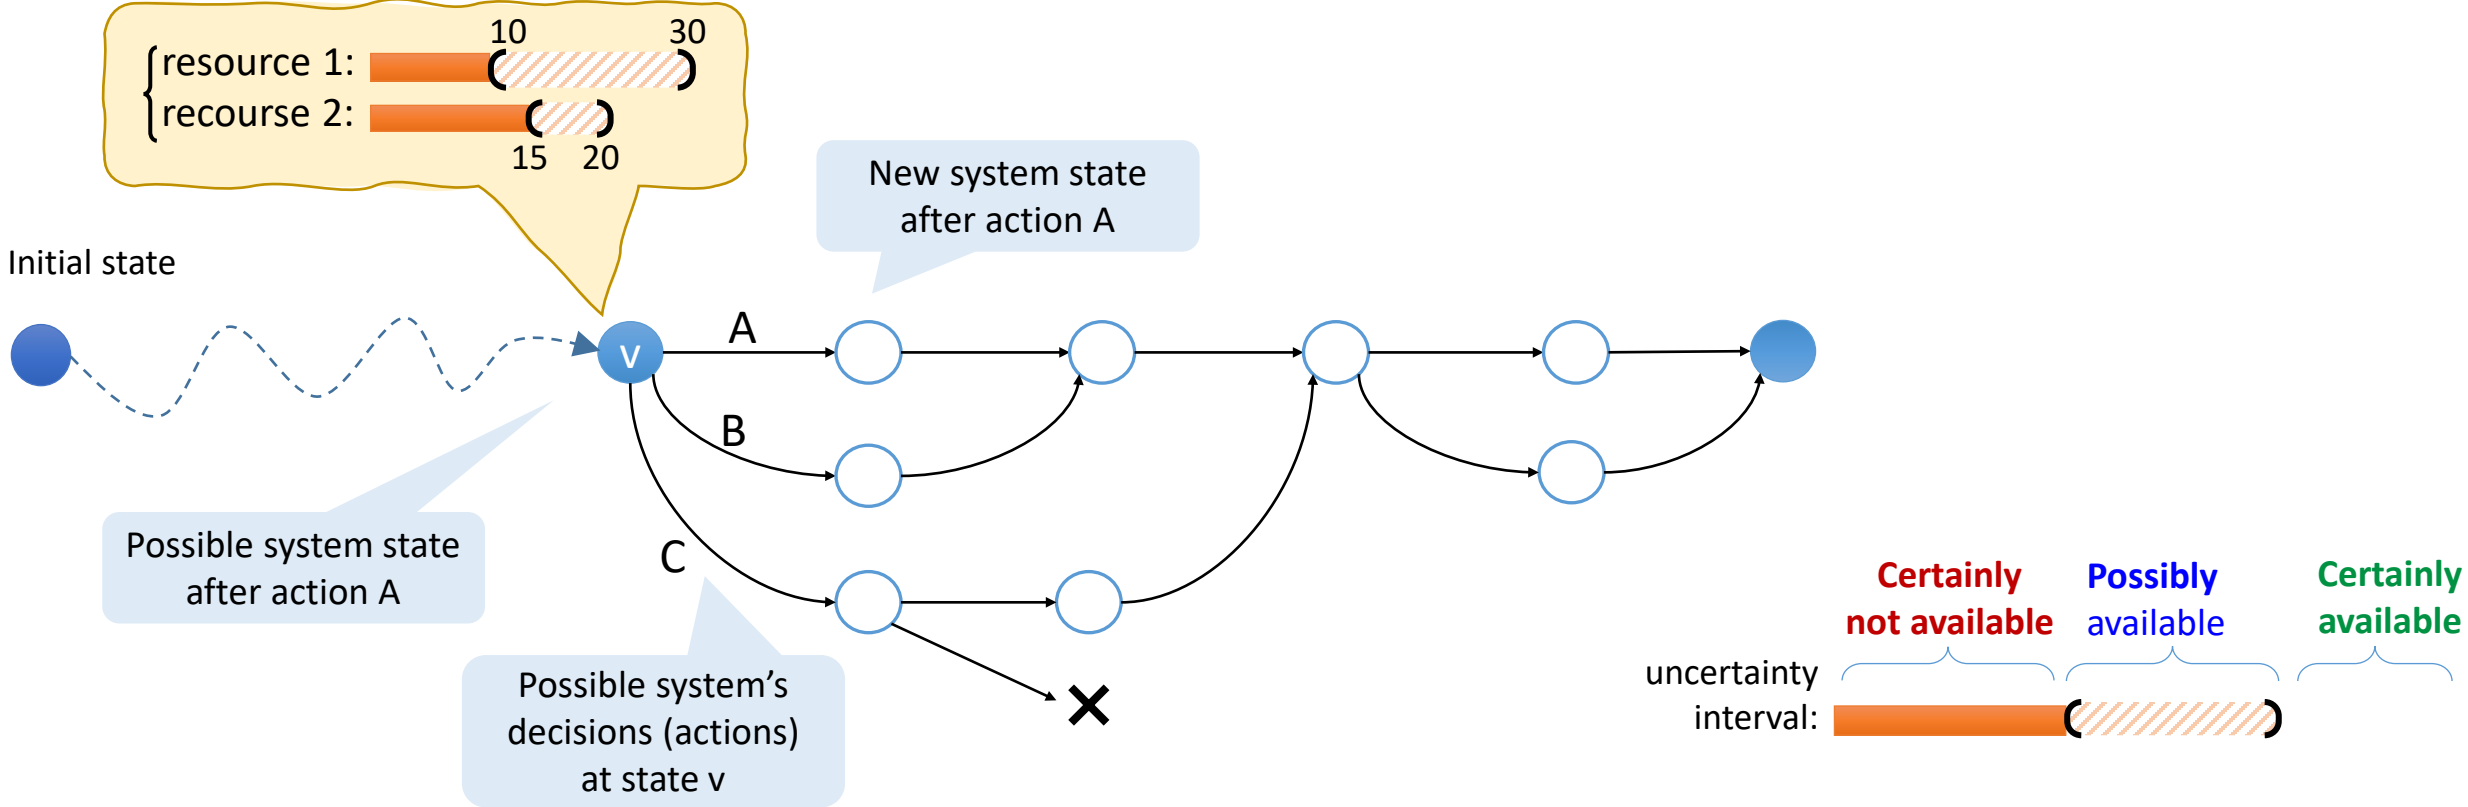 10 30
resource 1:
recourse 2:
15 20
New system state
after action A
Initial state
v
A
B
C
Possible system state
after action A
Possible system's
decisions (actions)
at state v
Certainly
not available
Possibly
available
Certainly
available
uncertainty
interval: